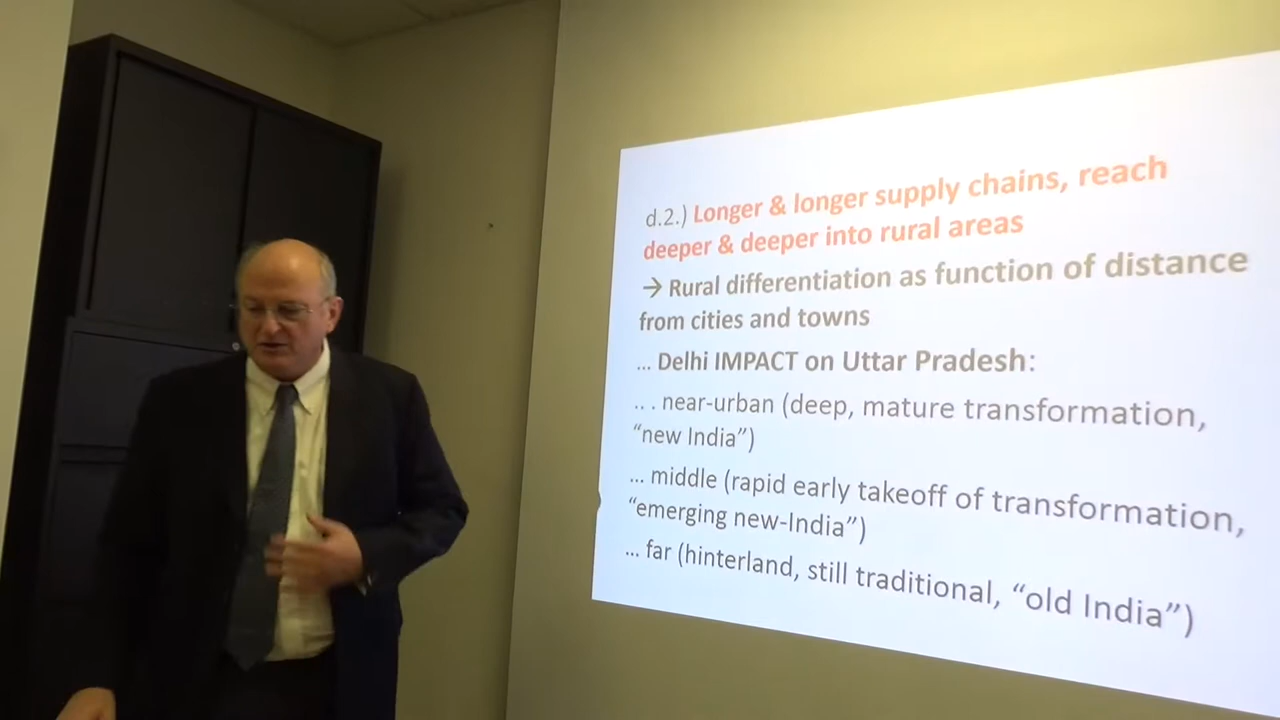 d.2.) Longer & longer supply chains, reach
deeper & deeper into rural areas
→ Rural differentiation as function of distance
from cities and towns
... Delhi IMPACT on Uttar Pradesh:
.. . near-urban (deep, mature transformation,
“new India”)
... middle (rapid early takeoff of transformation,
“emerging new-India”)
... far (hinterland, still traditional, “old India”)